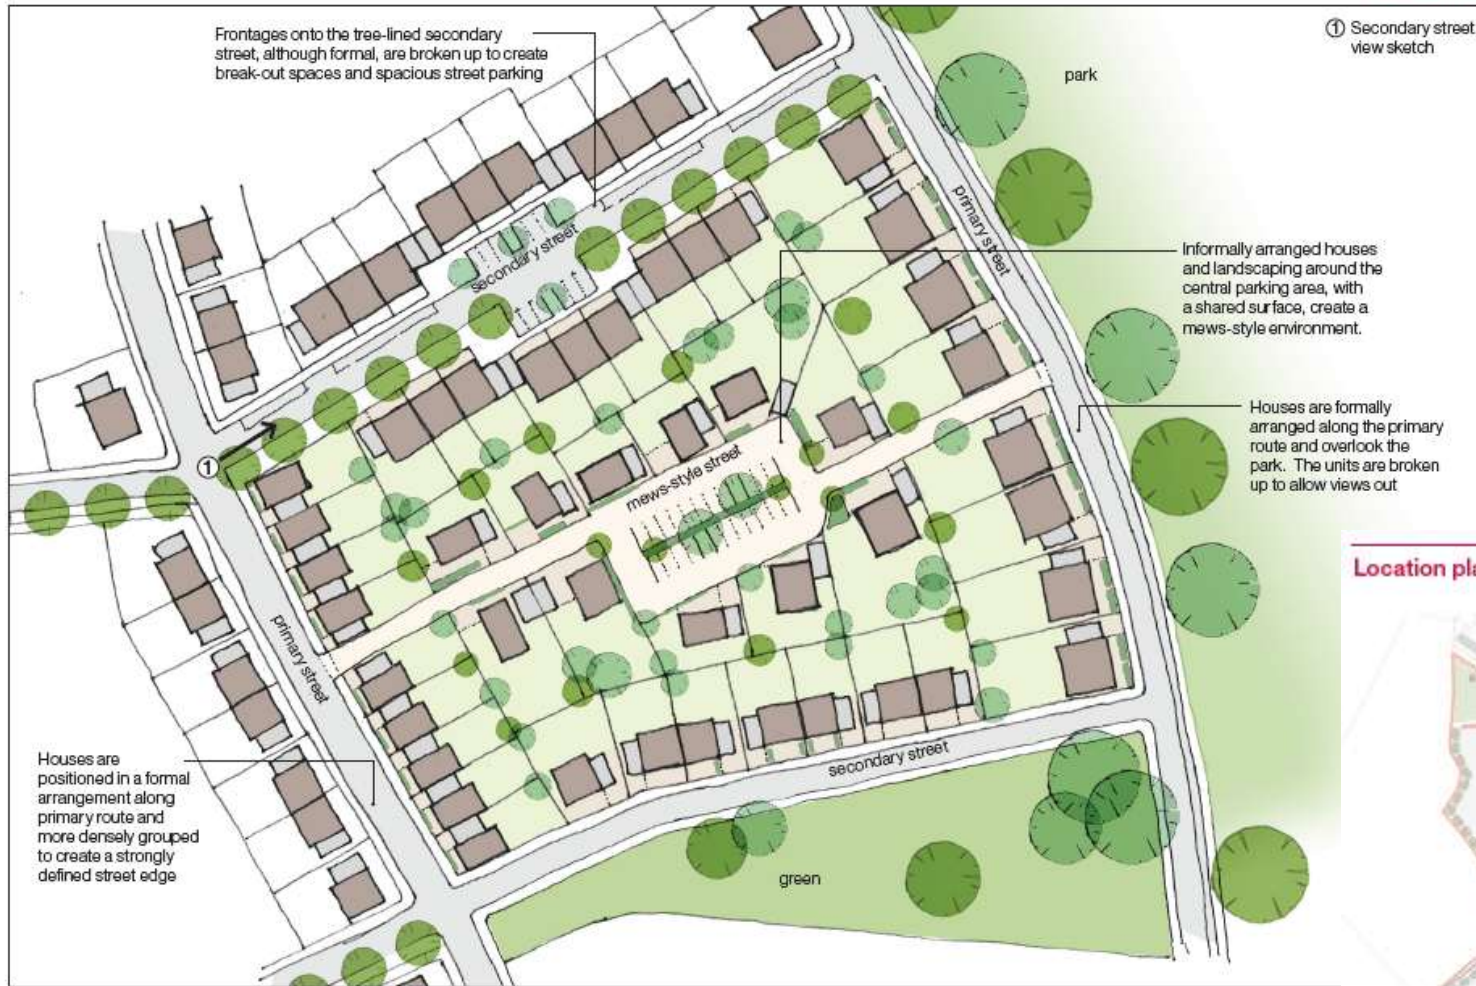 Frontages onto the tree-lined secondary
street, although formal, are broken up to create
break-out spaces and spacious street parking
① Secondary street
view sketch
park
secondary street
primary street
Informally arranged houses
and landscaping around the
central parking area, with
a shared surface, create a
mews-style environment.
Houses are formally
arranged along the primary
route and overlook the
park. The units are broken
up to allow views out
①
mews-style street
Location
primary street
secondary street
Houses are
positioned in a formal
arrangement along
primary route and
more densely grouped
to create a strongly
defined street edge
green